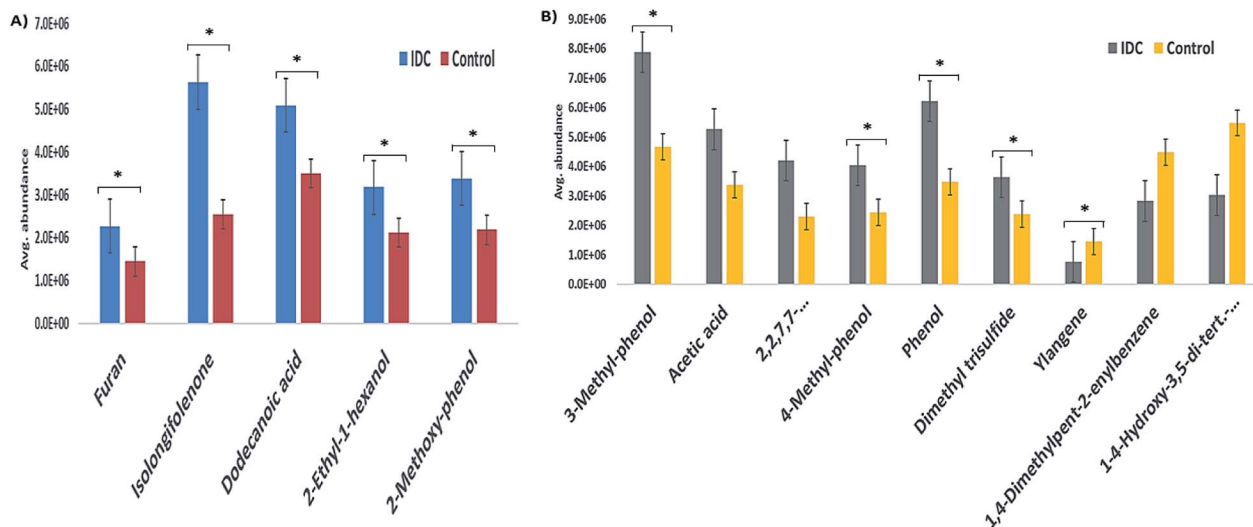 A)
Avg. abundance
7.0E+06
6.0E+06
5.0E+06
4.0E+06
3.0E+06
2.0E+06
1.0E+06
0.0E+00
IDC Control
*
*
*
*
*
Furan
Isolongifolenone
Dodecanoic acid
2-Ethyl-1-hexanol
2-Methoxy-phenol
B)
Avg. abundance
9.0E+06
8.0E+06
7.0E+06
6.0E+06
5.0E+06
4.0E+06
3.0E+06
2.0E+06
1.0E+06
0.0E+00
IDC Control
*
*
*
*
*
3-Methyl-phenol
Acetic acid
2,2,7,7-...
4-Methyl-phenol
Phenol
Dimethyl trisulfide
Ylangene
1,4-Dimethylpent-2-enylbenzene
1-4-Hydroxy-3,5-di-tert.-...